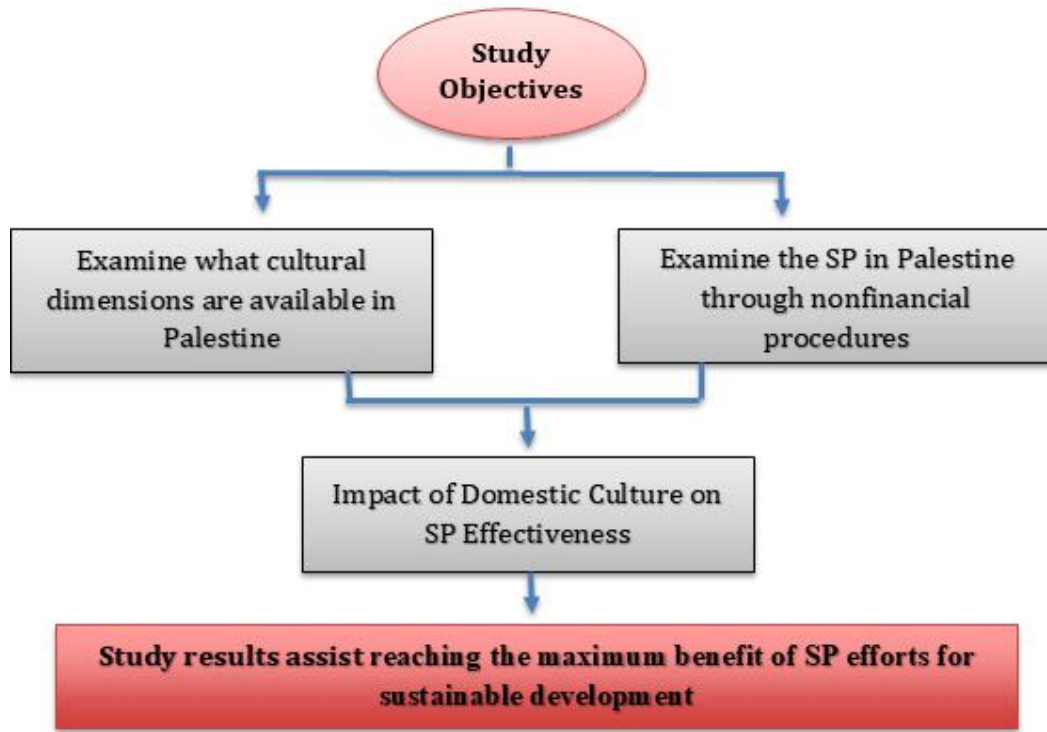 Study
Objectives
Examine what cultural
dimensions are available in
Palestine
Examine the SP in Palestine
through nonfinancial
procedures
Impact of Domestic Culture on
SP Effectiveness
Study results assist reaching the maximum benefit of SP efforts for
sustainable development